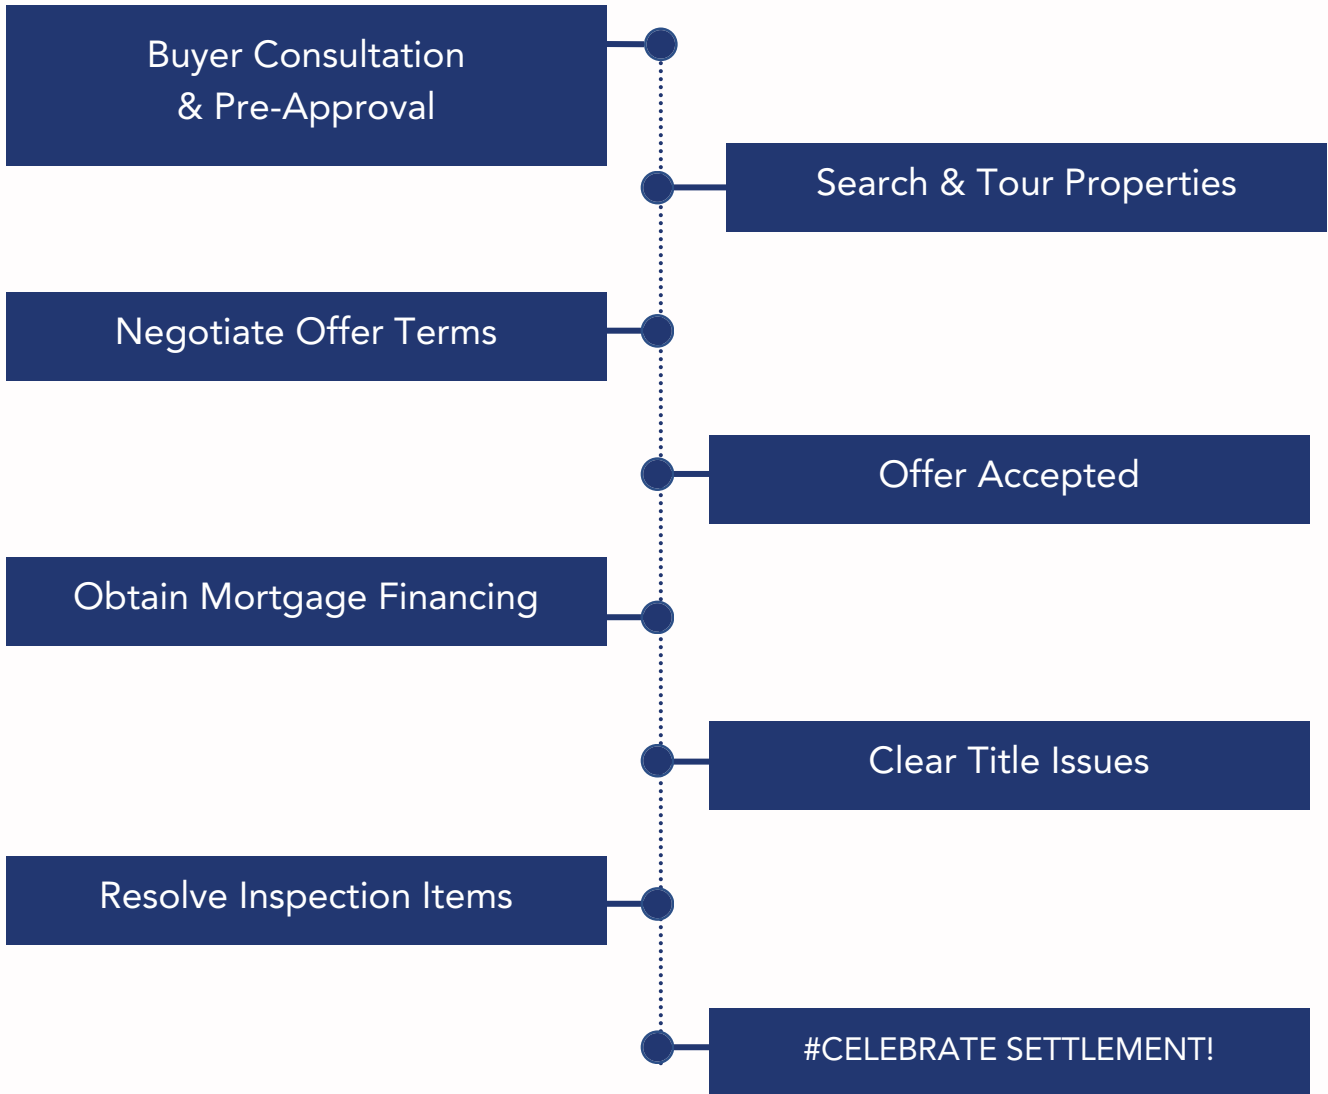 Buyer Consultation
& Pre-Approval
Search & Tour Properties
Negotiate Offer Terms
Offer Accepted
Obtain Mortgage Financing
Clear Title Issues
Resolve Inspection Items
#CELEBRATE SETTLEMENT!